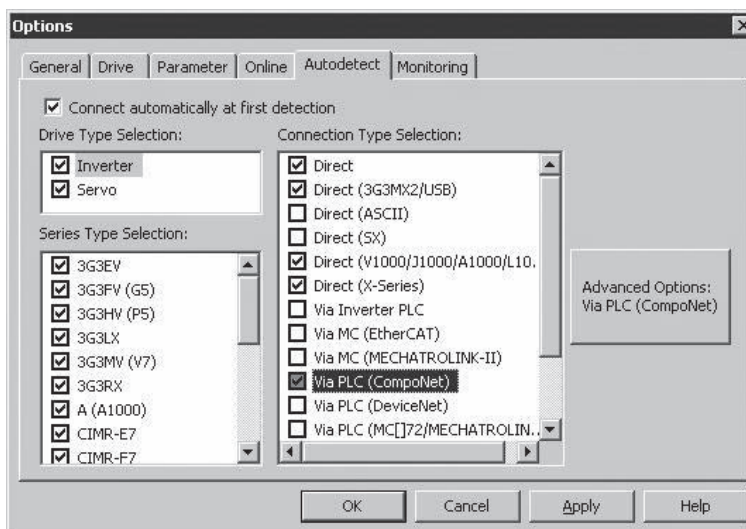 Options
General Drive Parameter Online Autodetect Monitoring
Connect automatically at first detection
Drive Type Selection:
Inverter
Servo
Series Type Selection:
3G3EV
3G3FV (G5)
3G3HV (P5)
3G3LX
3G3MV (V7)
3G3RX
A (A1000)
CIMR-E7
CIMR-F7
Connection Type Selection:
Direct
Direct (3G3MX2/USB)
Direct (ASCII)
Direct (SX)
Direct (V1000/J1000/A1000/L10..
Direct (X-Series)
Via Inverter PLC
Via MC (EtherCAT)
Via MC (MECHATROLINK-II)
Via PLC (CompoNet)
Via PLC (DeviceNet)
Via PLC (MC[]72/MECHATROLIN..
Advanced Options:
Via PLC (CompoNet)
OK Cancel Apply Help